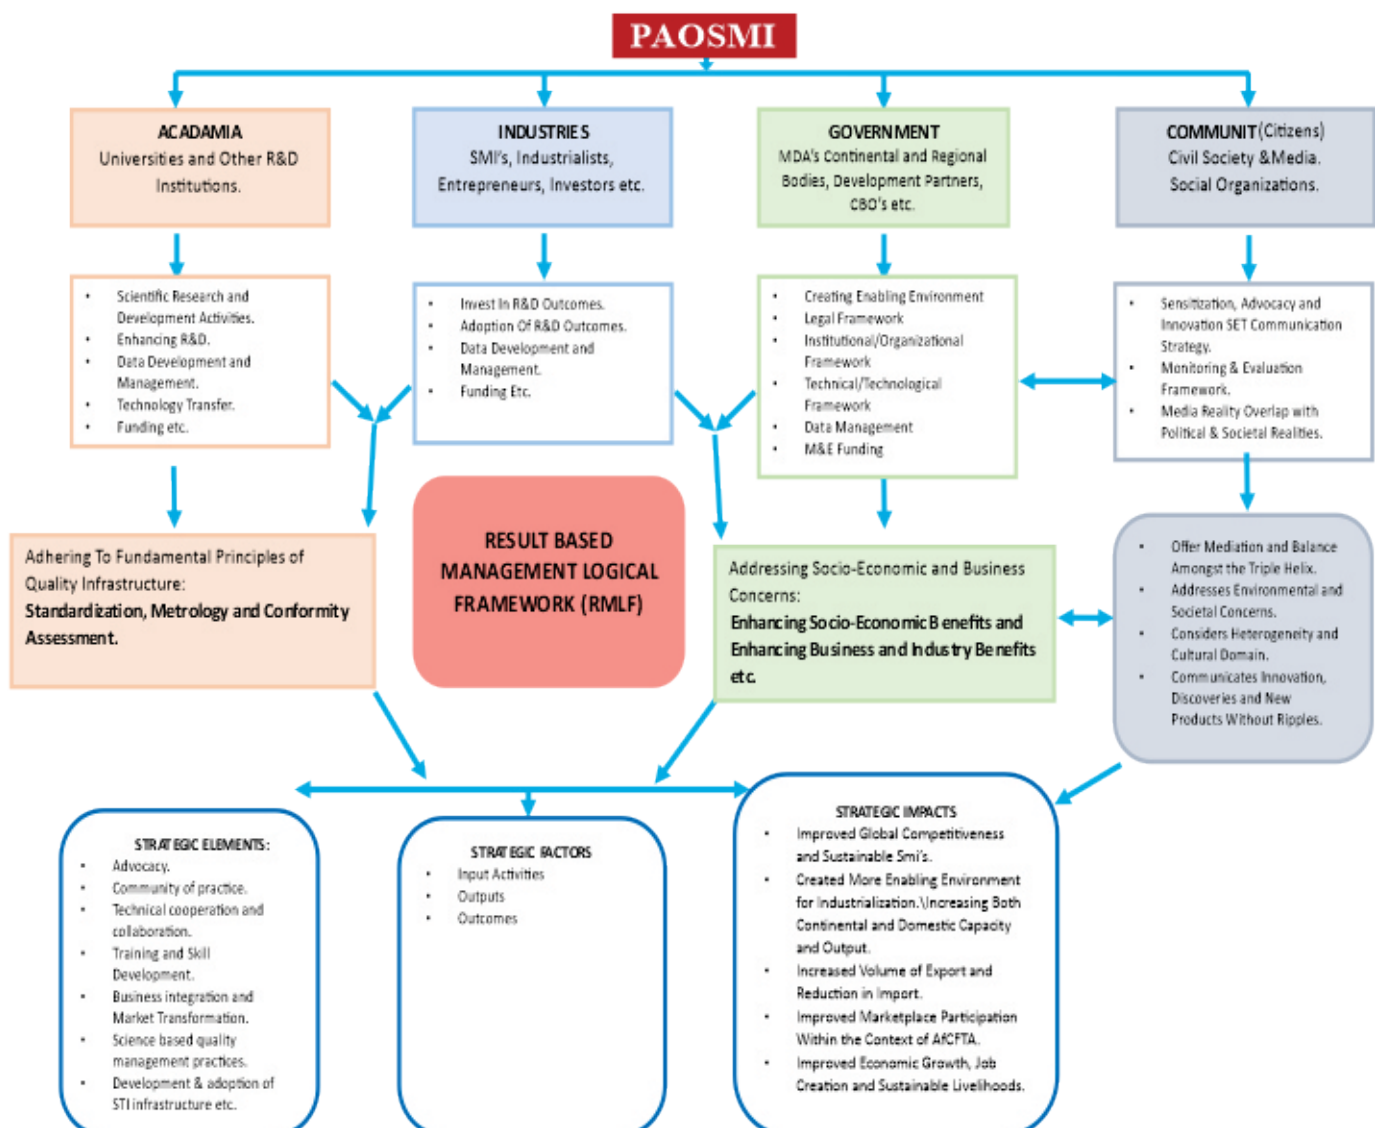 PAOSMI
ACADAMIA
Universities and Other R&D
Institutions.
INDUSTRIES
SMI's, Industrialists,
Entrepreneurs, Investors etc.
GOVERNMENT
MDA's Continental and Regional
Bodies, Development Partners,
CBO's etc.
COMMUNIT(Citizens)
Civil Society &Media.
Social Organizations.
• Scientific Research and
Development Activities.
• Enhancing R&D.
• Data Development and
Management.
• Technology Transfer.
• Funding etc.
• Invest In R&D Outcomes.
• Adoption Of R&D Outcomes.
• Data Development and
Management.
• Funding Etc.
• Creating Enabling Environment
• Legal Framework
• Institutional/Organizational
Framework
• Technical/Technological
Framework
• Data Management
• M&E Funding
• Sensitization, Advocacy and
Innovation SET Communication
Strategy.
• Monitoring & Evaluation
Framework.
• Media Reality Overlap with
Political & Societal Realities.
Adhering To Fundamental Principles of
Quality Infrastructure:
Standardization, Metrology and Conformity
Assessment.
RESULT BASED
MANAGEMENT LOGICAL
FRAMEWORK (RMLF)
Addressing Socio-Economic and Business
Concerns:
Enhancing Socio-Economic Benefits and
Enhancing Business and Industry Benefits
etc.
• Offer Mediation and Balance
Amongst the Triple Helix.
• Addresses Environmental and
Societal Concerns.
• Considers Heterogeneity and
Cultural Domain.
• Communicates Innovation,
Discoveries and New
Products Without Ripples.
STRATEGIC ELEMENTS:
• Advocacy.
• Community of practice.
• Technical cooperation and
collaboration.
• Training and Skill
Development.
• Business integration and
Market Transformation.
• Science based quality
management practices.
• Development & adoption of
STI infrastructure etc.
STRATEGIC FACTORS
• Input Activities
• Outputs
• Outcomes
STRATEGIC IMPACTS
• Improved Global Competitiveness
and Sustainable Smi's.
• Created More Enabling Environment
for Industrialization.\Increasing Both
Continental and Domestic Capacity
and Output.
• Increased Volume of Export and
Reduction in Import.
• Improved Marketplace Participation
Within the Context of AfCFTA.
• Improved Economic Growth, Job
Creation and Sustainable Livelihoods.